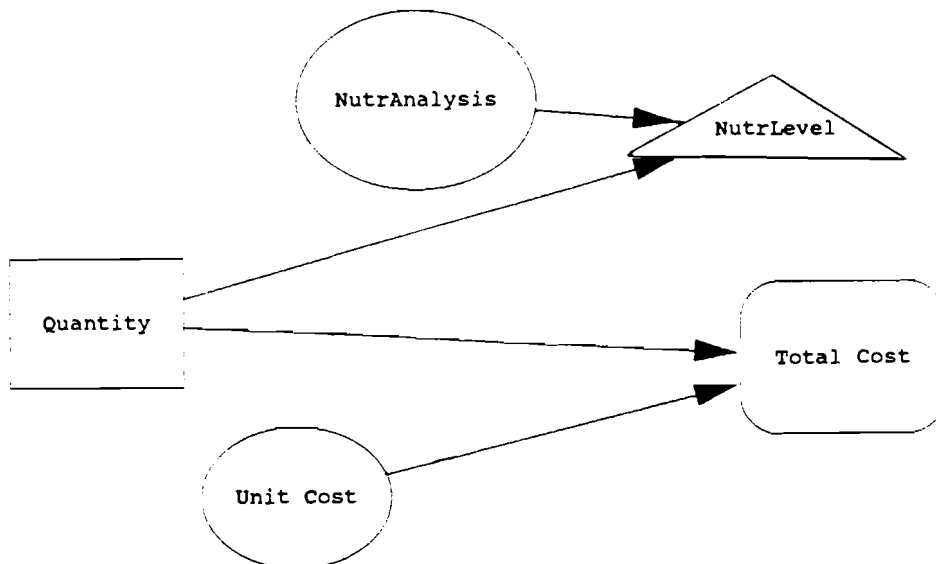 NutrAnalysis
NutrLevel
Quantity
Total Cost
Unit Cost